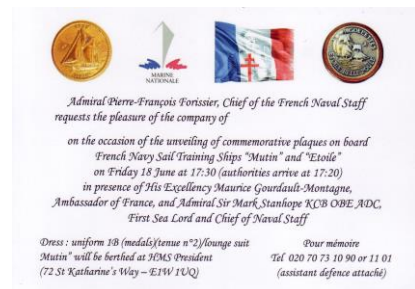 MARINE
NATIONALE
Admiral Pierre-François Forissier, Chief of the French Naval Staff
requests the pleasure of the company of
on the occasion of the unveiling of commemorative plaques on board
French Navy Sail Training Ships "Mutin" and "Etoile"
on Friday 18 June at 17:30 (authorities arrive at 17:20)
in presence of His Excellency Maurice Gourdault-Montagne,
Ambassador of France, and Admiral Sir Mark Stanhope KCB OBE ADC,
First Sea Lord and Chief of Naval Staff
Dress : uniform 1B (medals)(tenue n°2)/lounge suit
Mutin" will be berthed at HMS President
(72 St Katharine's Way – E1W 1UQ)
Pour mémoire
Tel 020 70 73 10 90 or 11 01
(assistant defence attaché)